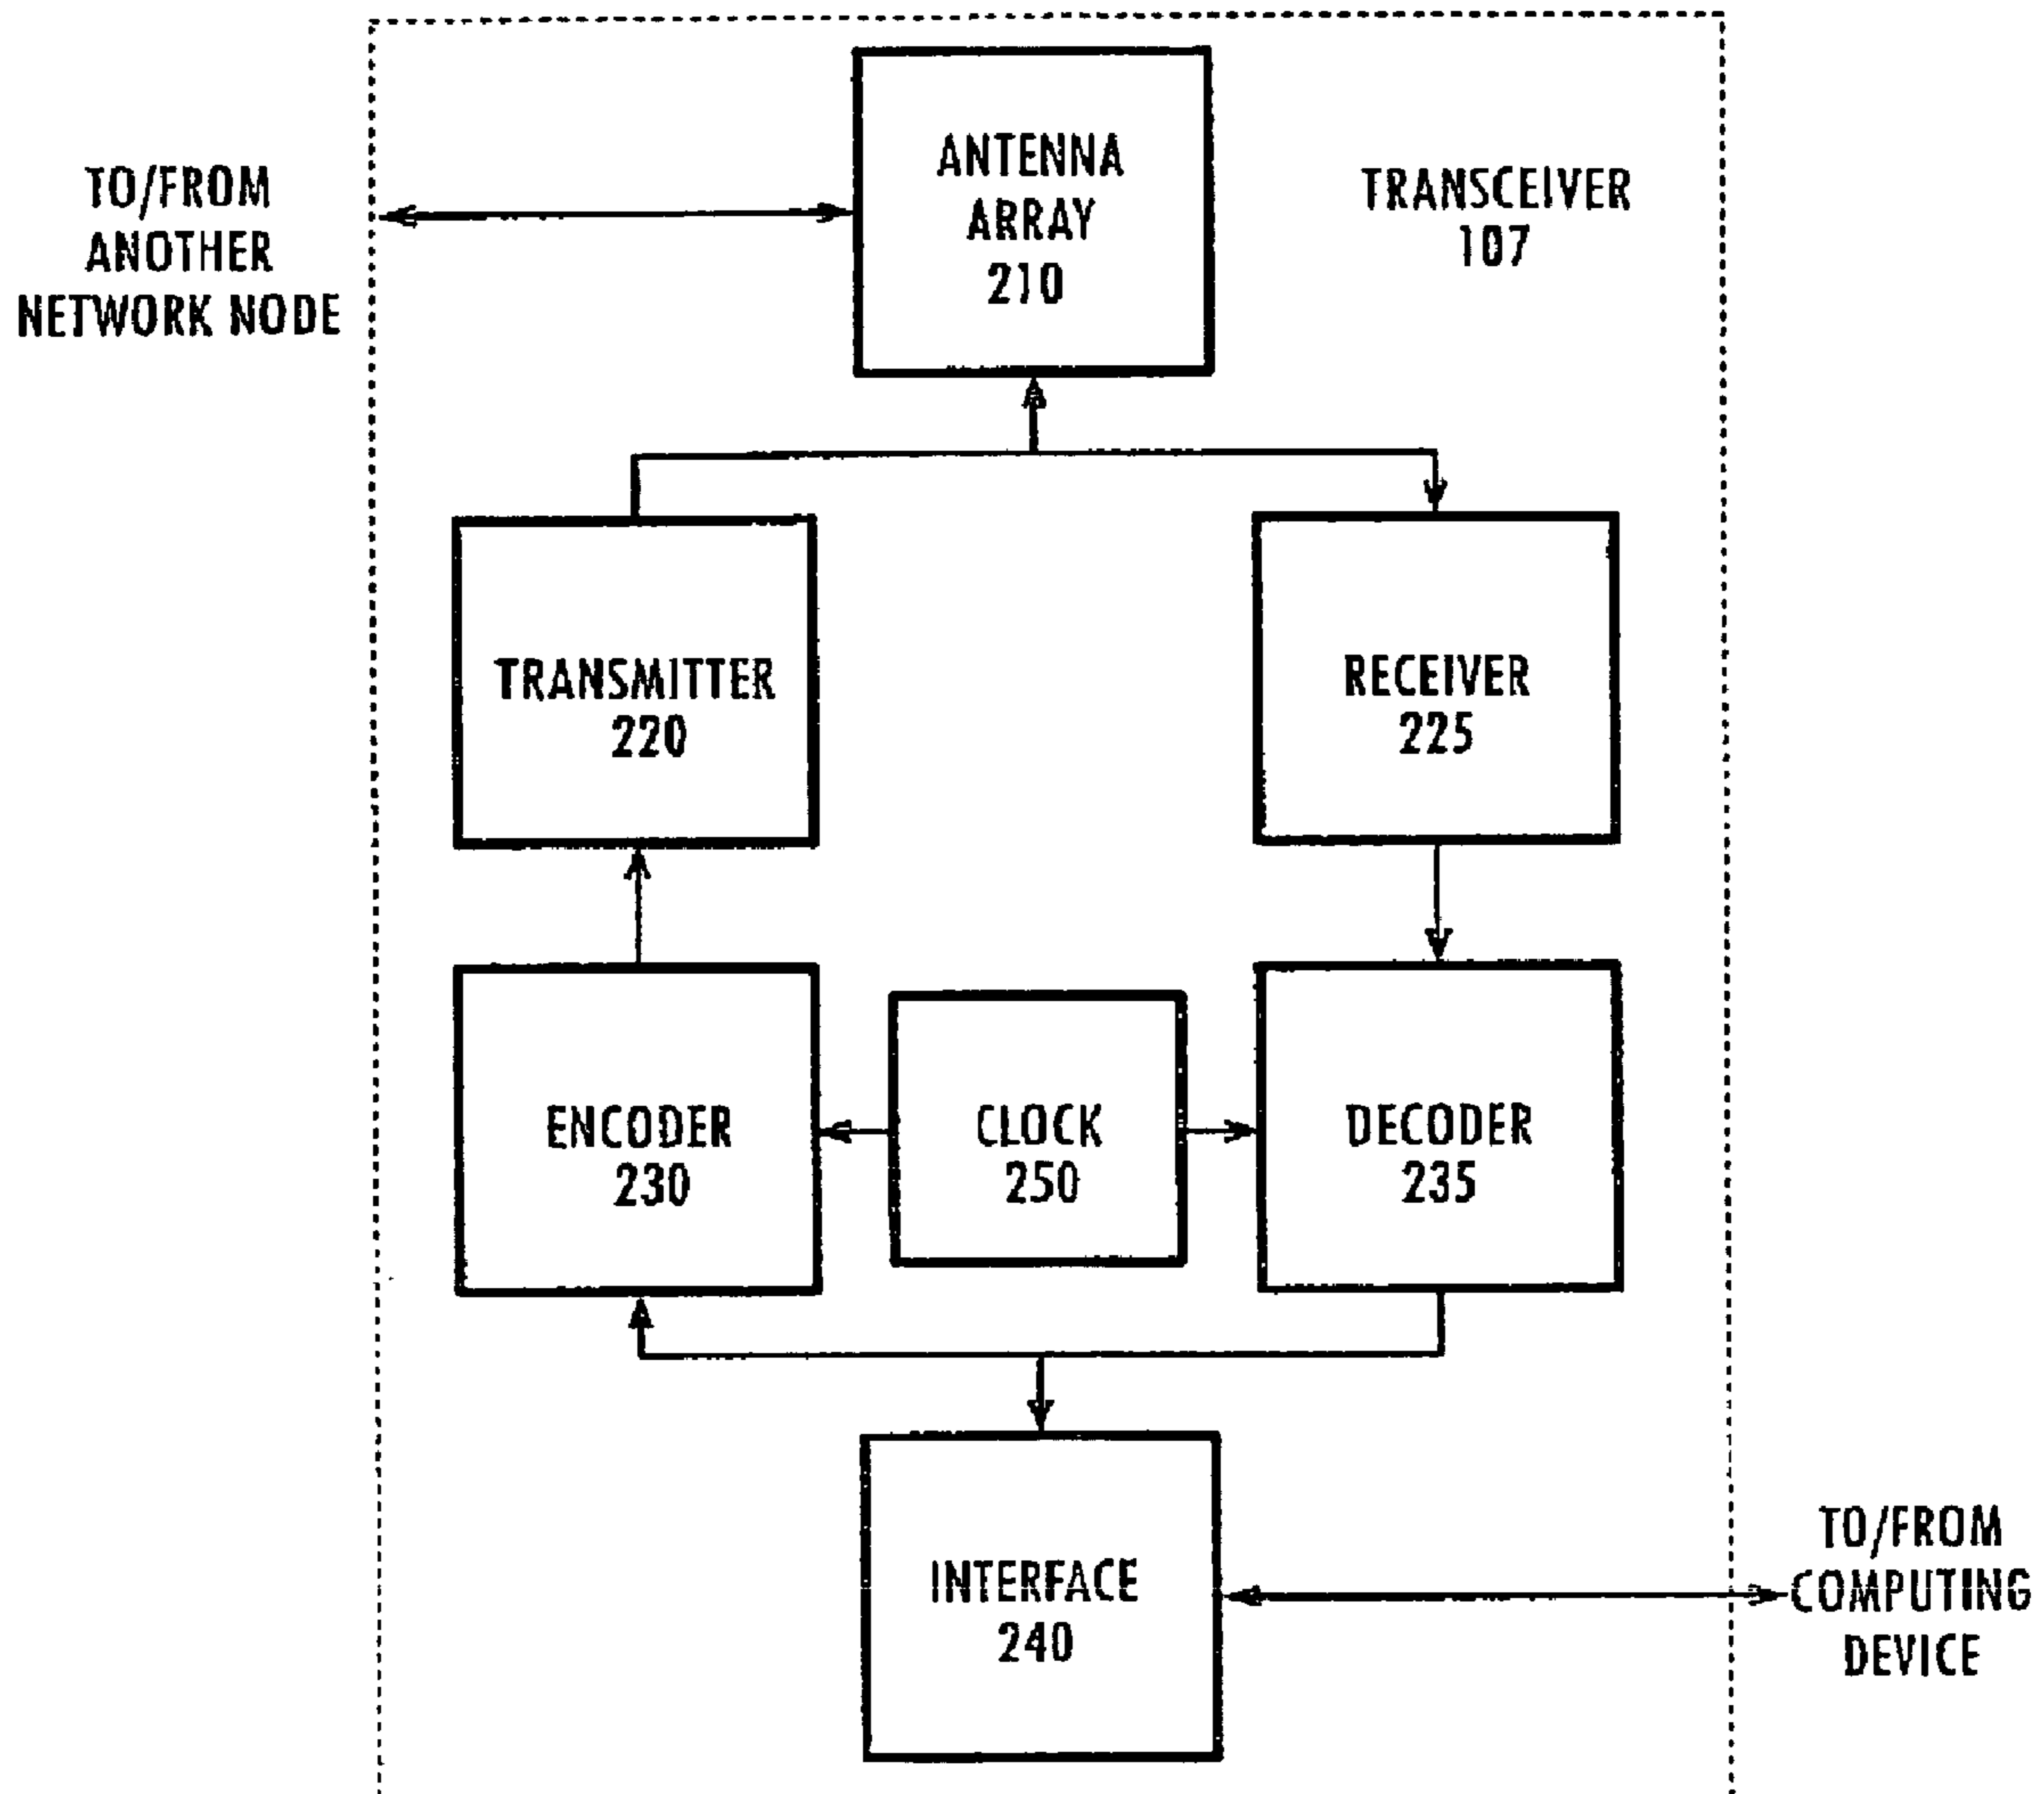 TO/FROM
ANOTHER
NETWORK NODE
ANTENNA
ARRAY
210
TRANSCEIVER
107
TRANSMITTER
220
RECEIVER
225
ENCODER
230
CLOCK
250
DECODER
235
INTERFACE
240
TO/FROM
COMPUTING
DEVICE